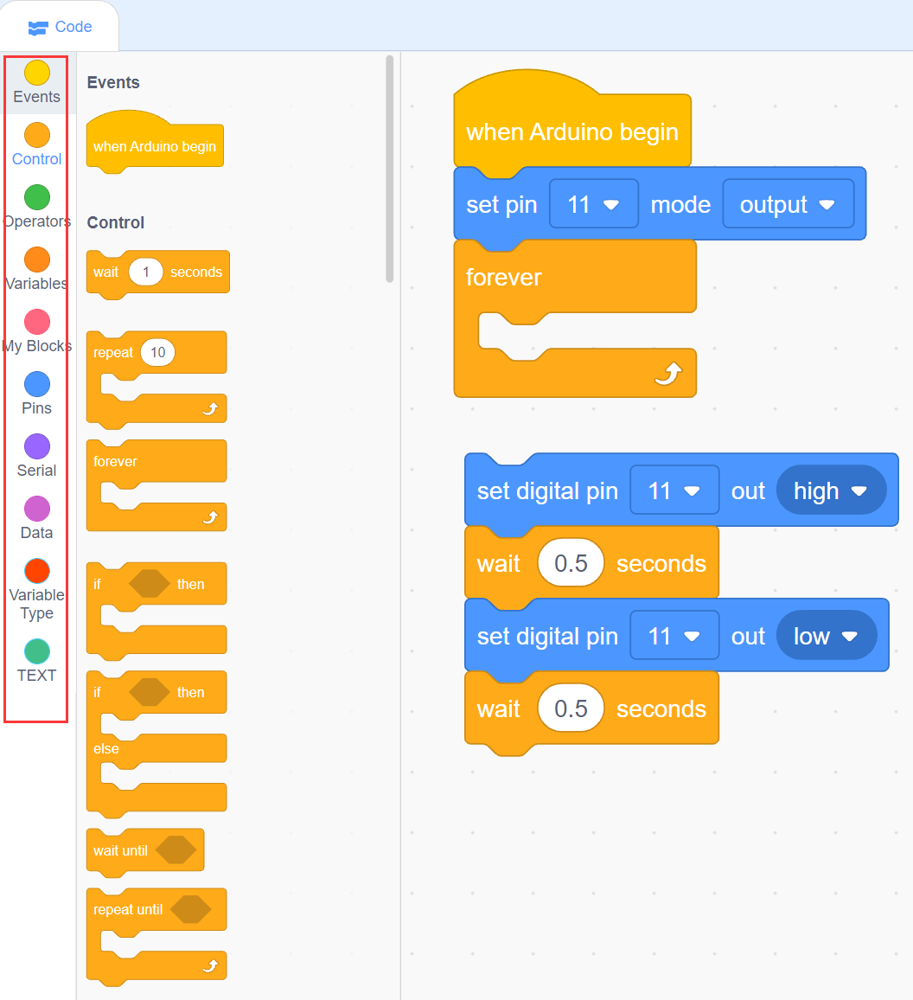 Code
Events
Control
Operators
Variables
My Blocks
Pins
Serial
Data
Variable
Type
TEXT
Events
when Arduino begin
Control
wait 1 seconds
repeat 10
forever
if then
if then
else
wait until
repeat until
when Arduino begin
set pin 11 mode output
forever
set digital pin 11 out high
wait 0.5 seconds
set digital pin 11 out low
wait 0.5 seconds